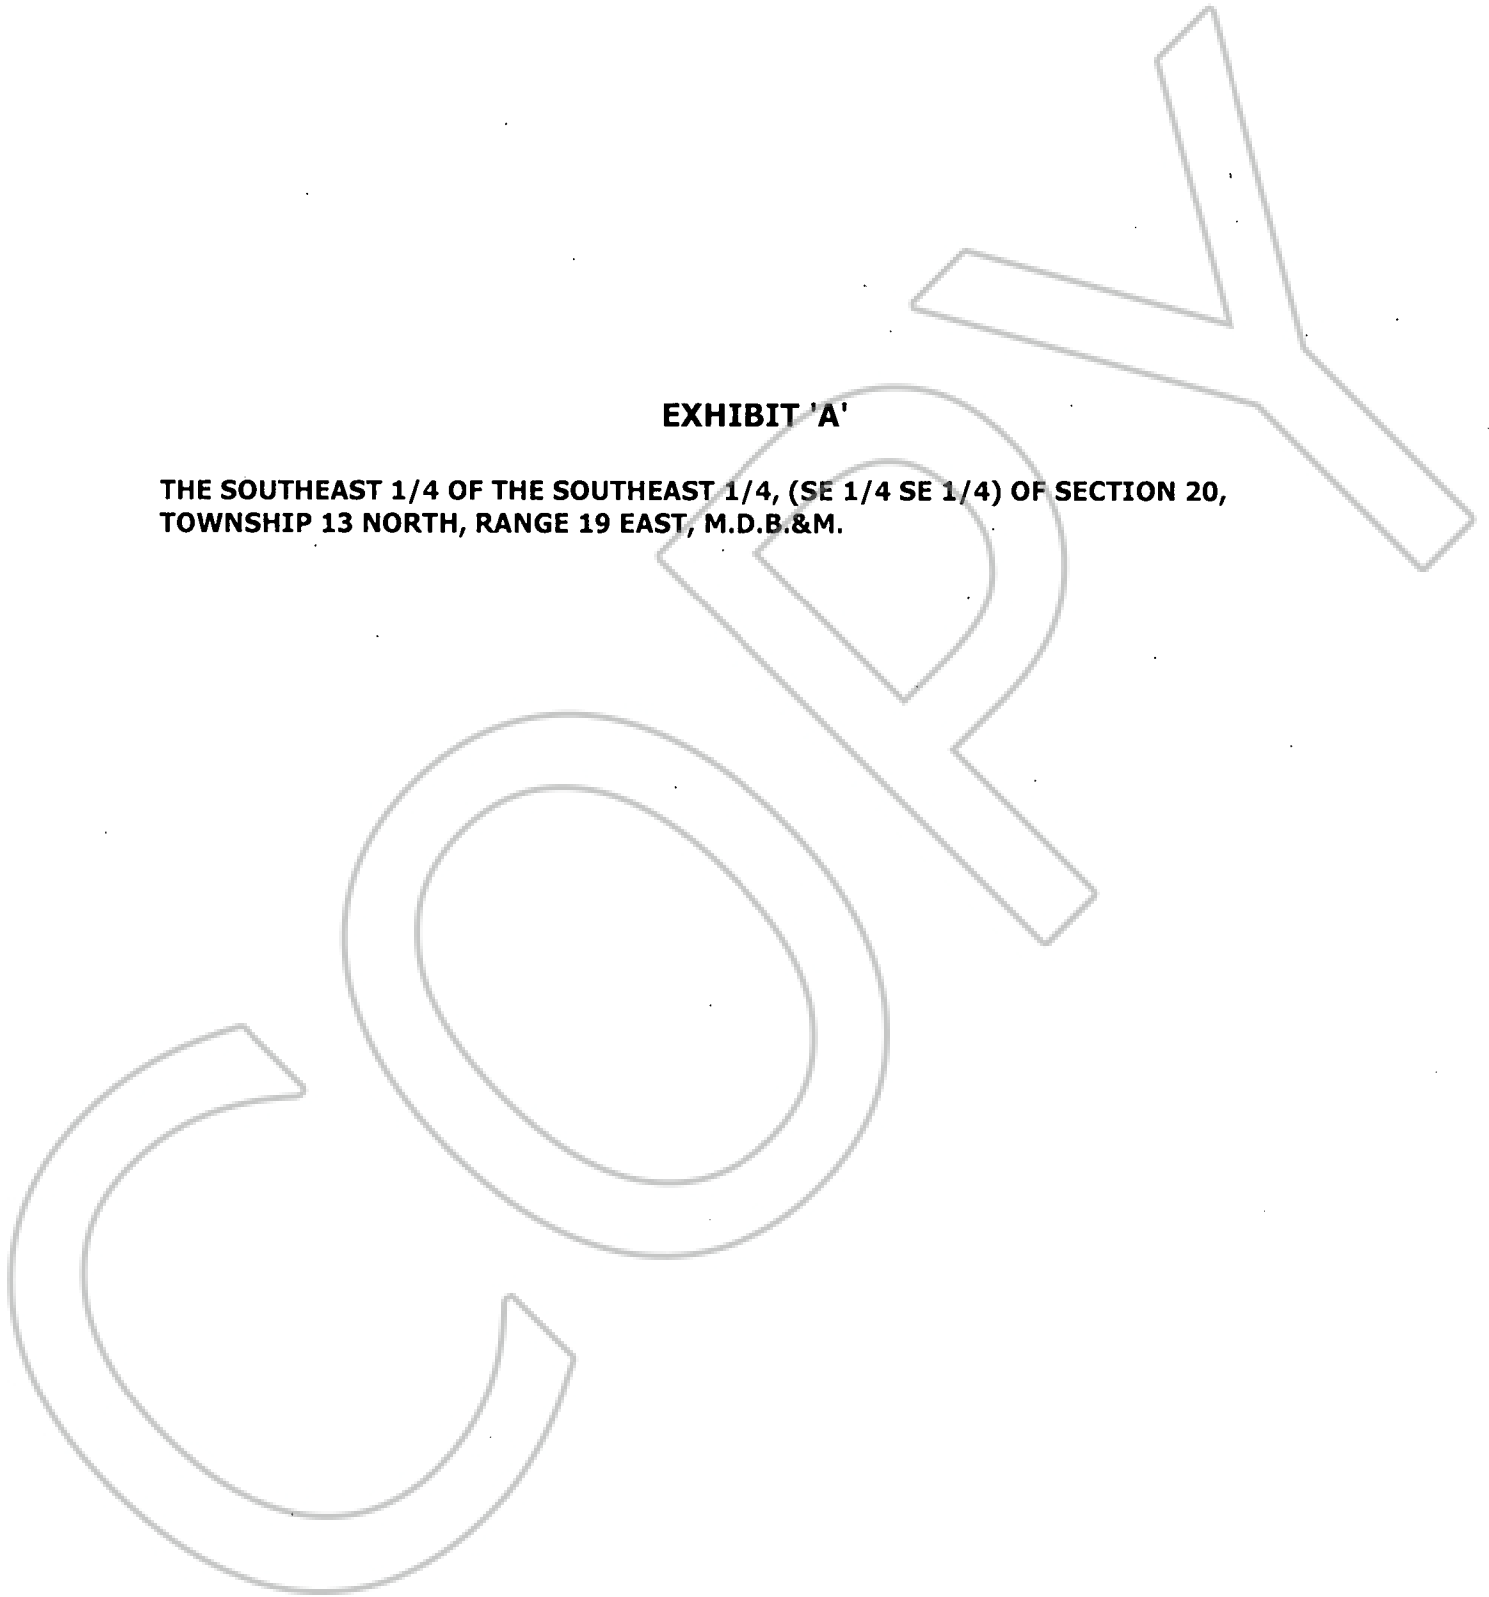 EXHIBIT 'A'
THE SOUTHEAST 1/4 OF THE SOUTHEAST 1/4, (SE 1/4 SE 1/4) OF SECTION 20,
TOWNSHIP 13 NORTH, RANGE 19 EAST, M.D.B.&M.
COPY